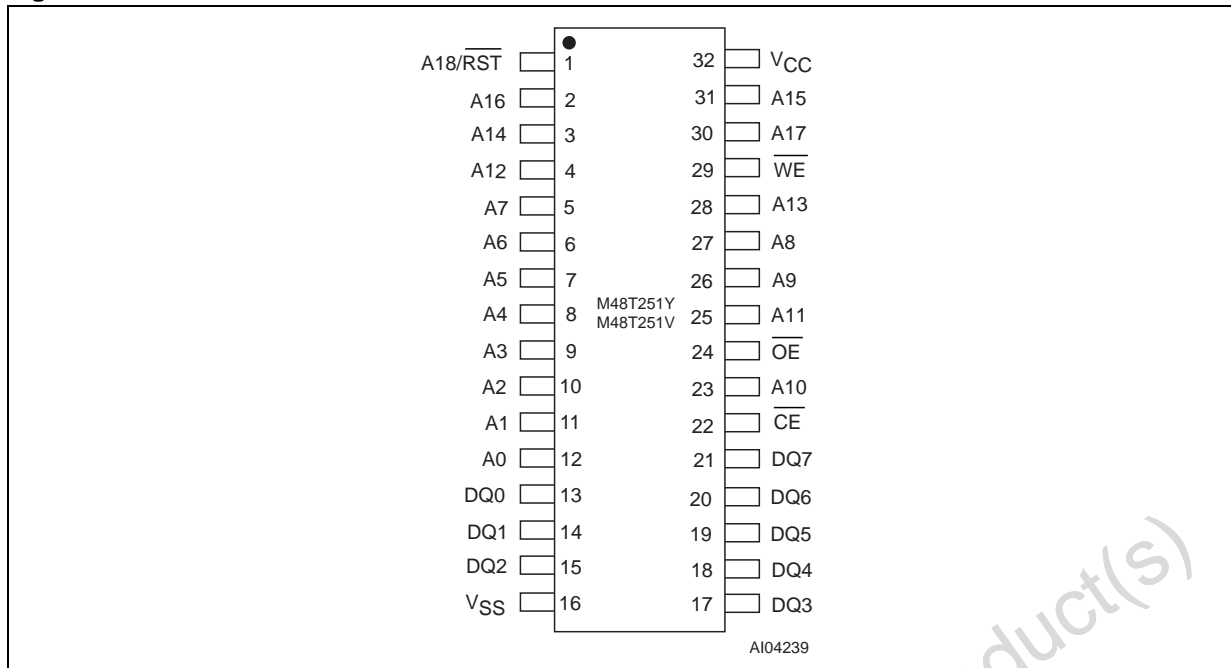 A18/RST 1 32 VCC
A16 2 31 A15
A14 3 30 A17
A12 4 29 WE
A7 5 28 A13
A6 6 27 A8
A5 7 26 A9
A4 8 M48T251Y 25 A11
M48T251V
A3 9 24 OE
A2 10 23 A10
A1 11 22 CE
A0 12 21 DQ7
DQ0 13 20 DQ6
DQ1 14 19 DQ5
DQ2 15 18 DQ4
VSS 16 17 DQ3
AI04239
duct(s)